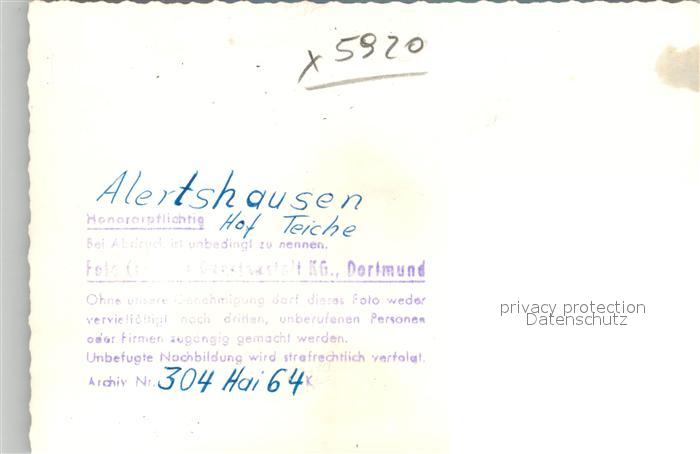 x 5920
Alertshausen
Honorarpflichtig Hof Teiche
Bei Abdruck ist unbedingt zu nennen.
Foto KG., Dortmund
Ohne unsere Genehmigung darf dieses Foto weder
vervielfältigt noch dritten, unberufenen Personen
oder Firmen zugängig gemacht werden.
Unbefugte Nachbildung wird strafrechtlich verfolgt.
Archiv Nr. 304 Hai 64 K
privacy protection
Datenschutz